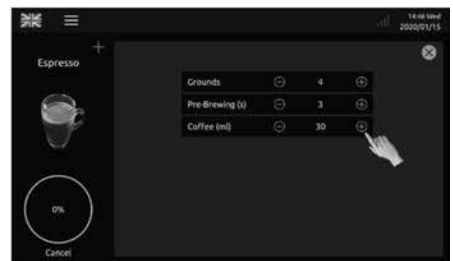 14:46 Wed
2020/01/15
Espresso
Grounds 4
Pre-Brewing (s) 3
Coffee (ml) 30
0%
Cancel